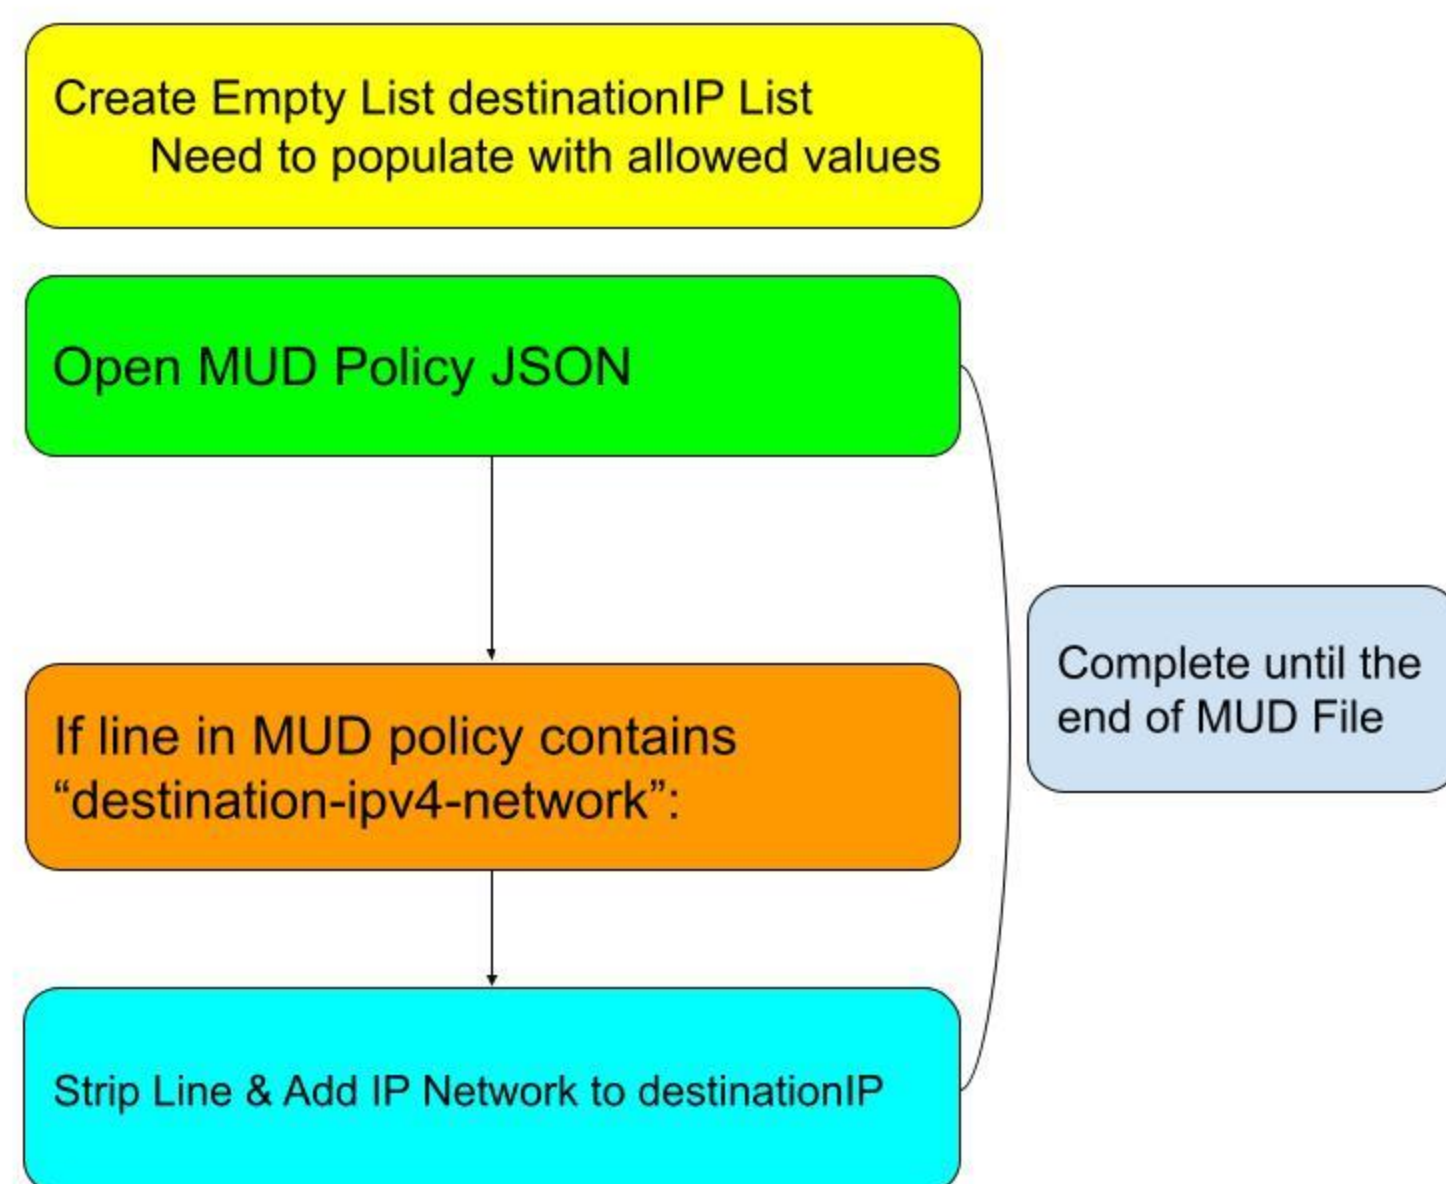 Create Empty List destinationIP List
Need to populate with allowed values
Open MUD Policy JSON
If line in MUD policy contains
“destination-ipv4-network”:
Complete until the
end of MUD File
Strip Line & Add IP Network to destinationIP